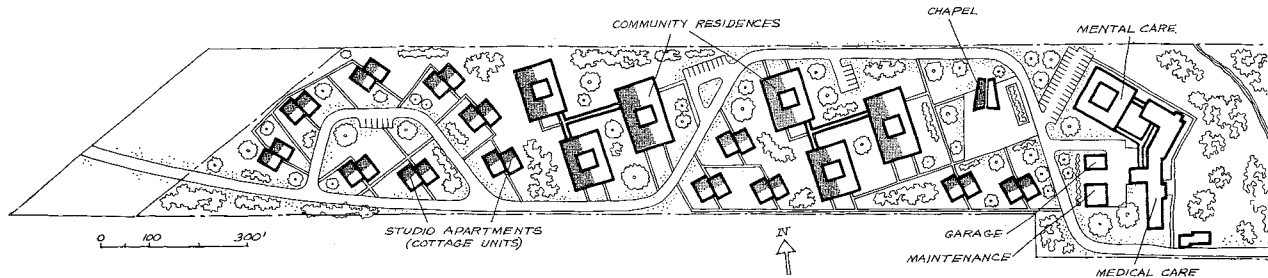 CHAPEL
COMMUNITY RESIDENCES
MENTAL CARE
STUDIO APARTMENTS
(COTTAGE UNITS)
0 100 300'
N
GARAGE
MAINTENANCE
MEDICAL CARE